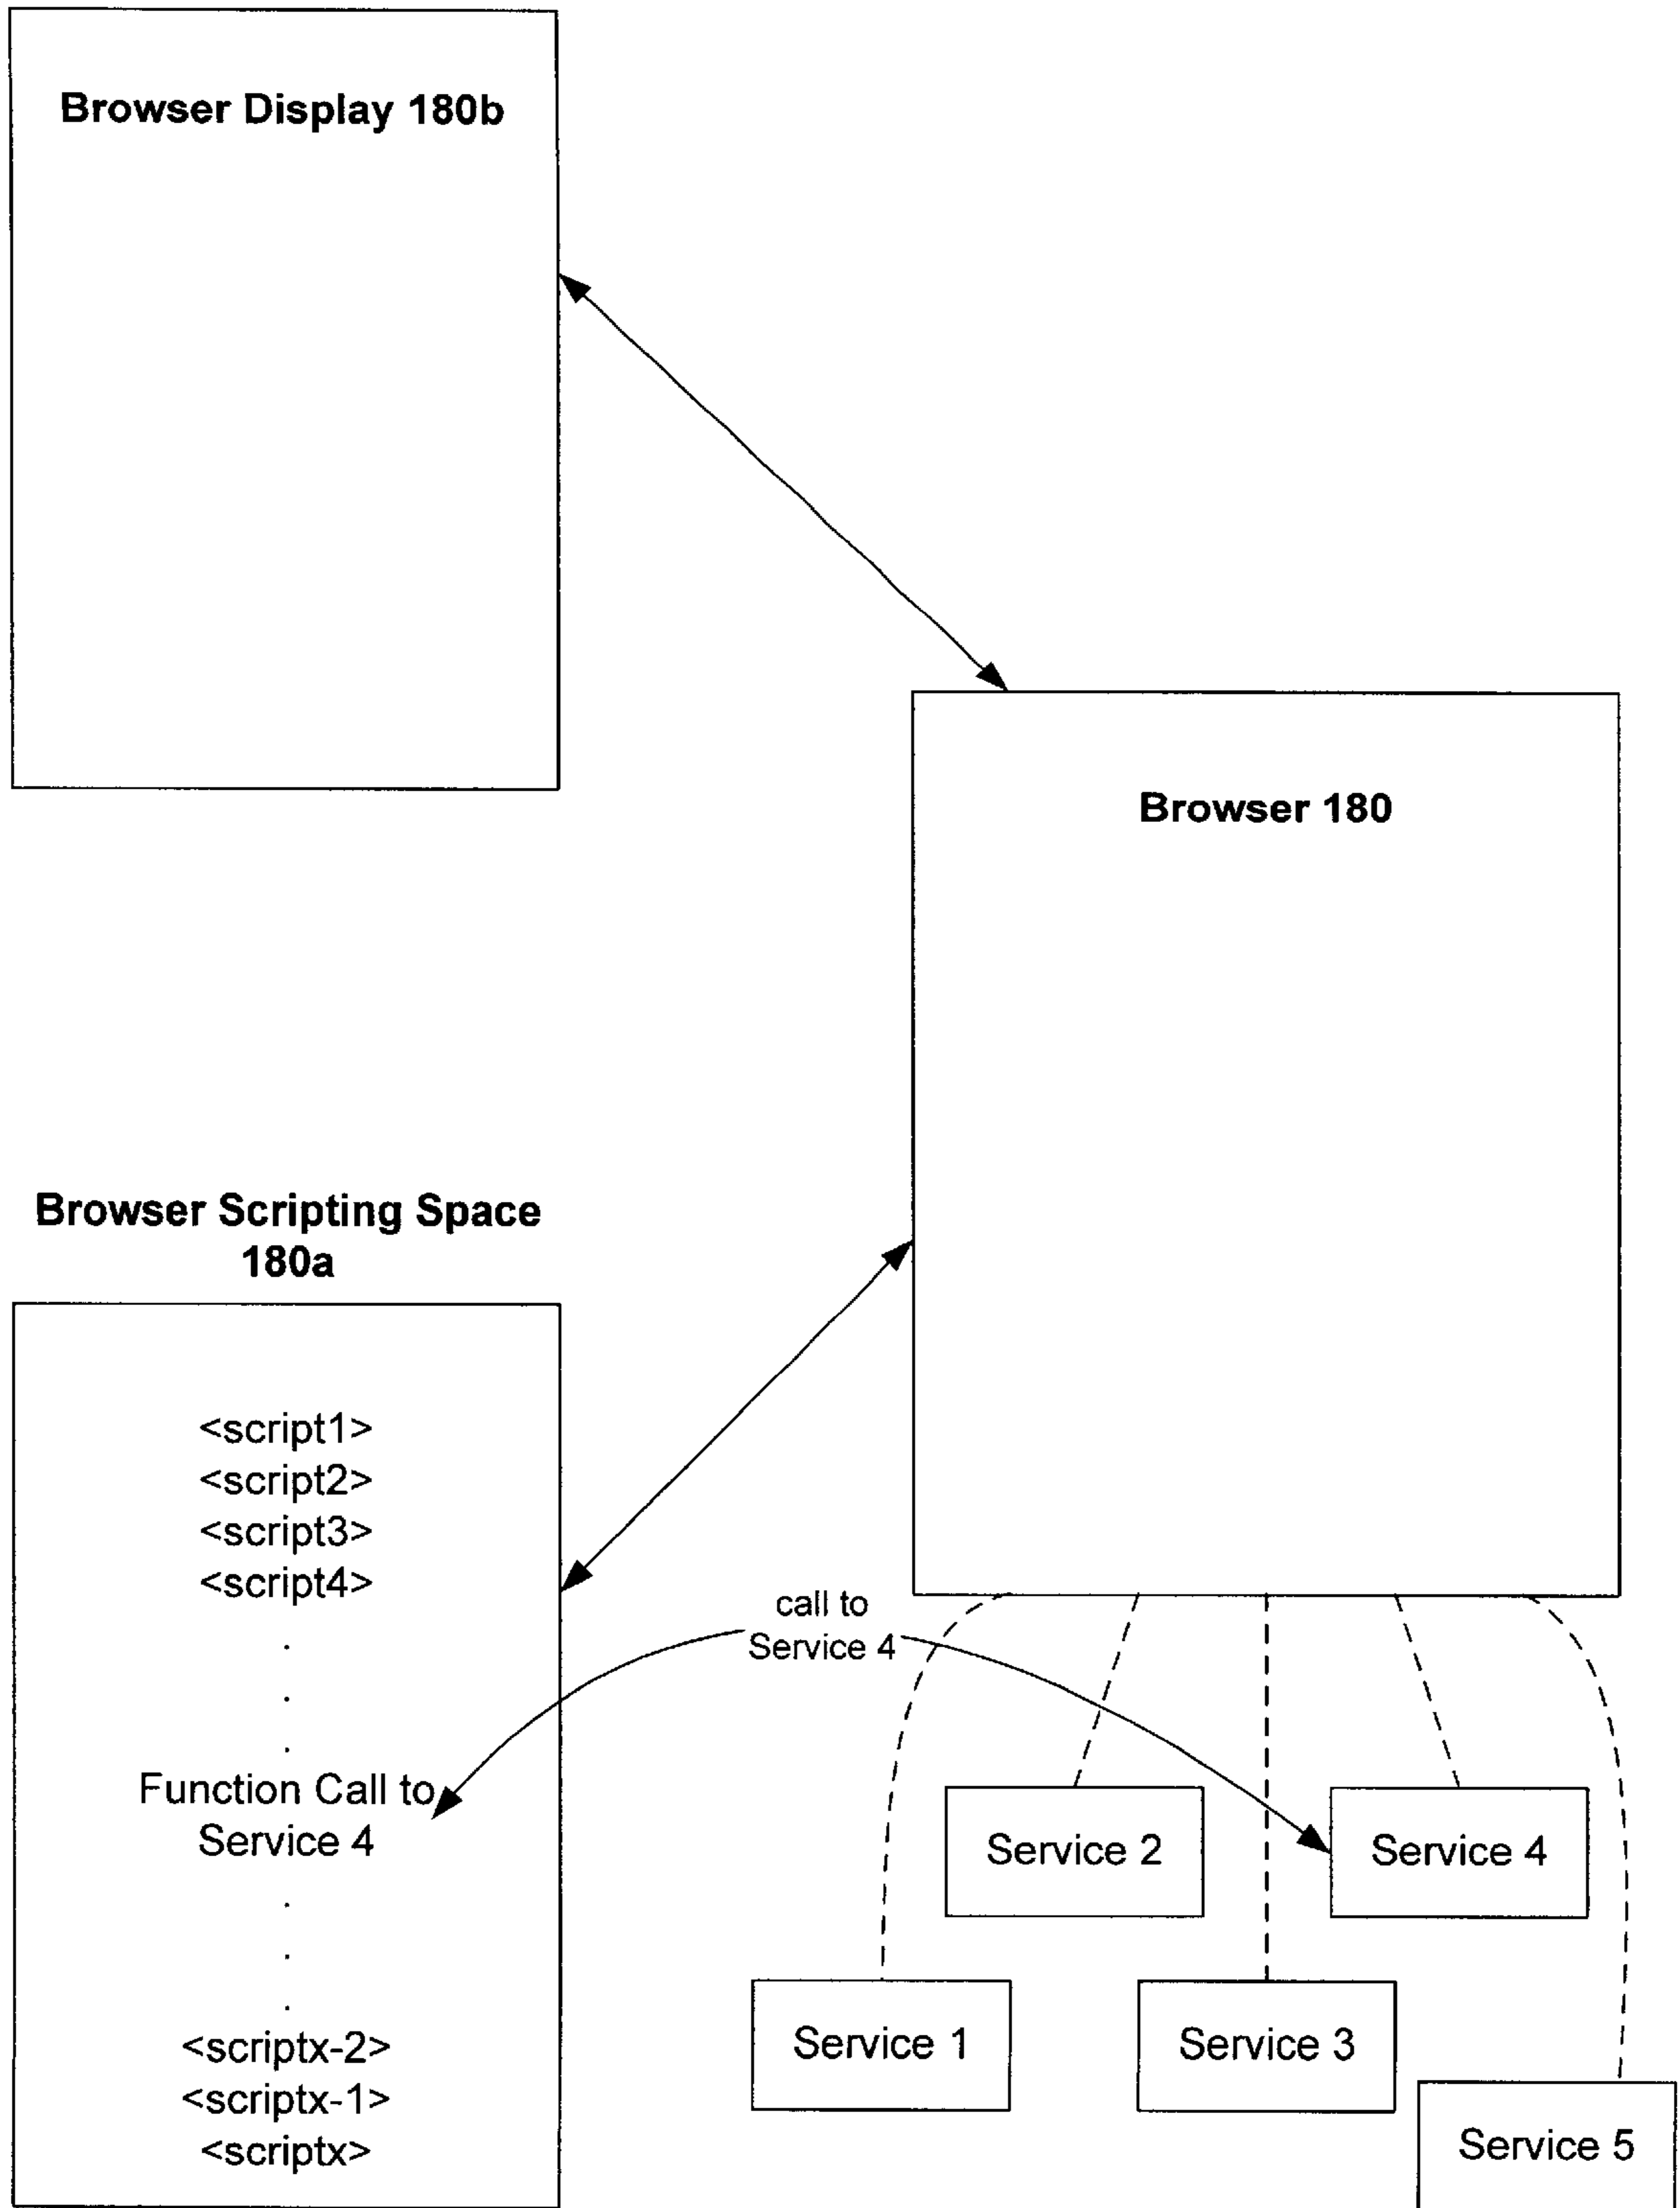 Browser Display 180b
Browser 180
Browser Scripting Space
180a
<script1>
<script2>
<script3>
<script4>
.
.
.
Function Call to
Service 4
.
.
.
<scriptx-2>
<scriptx-1>
<scriptx>
call to
Service 4
Service 2
Service 4
Service 1
Service 3
Service 5